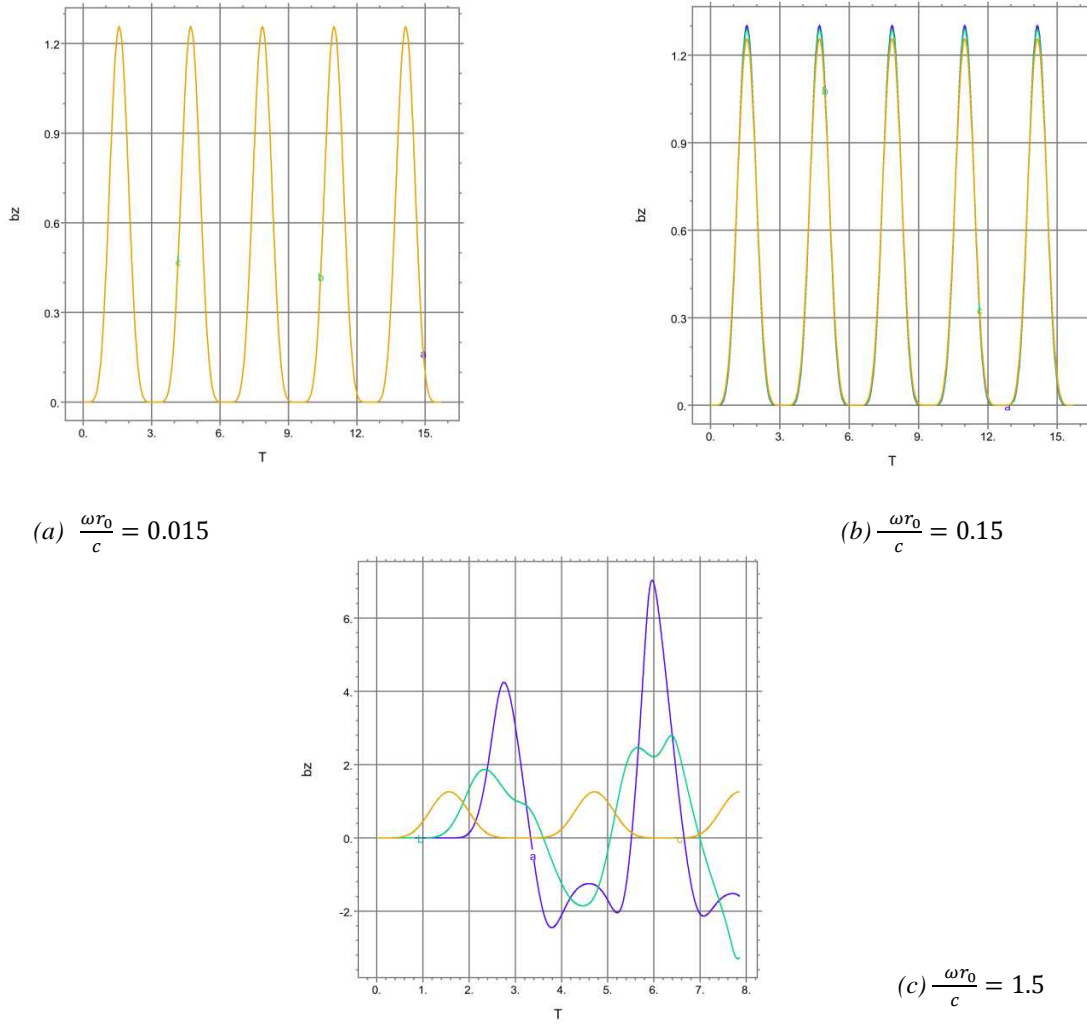 1.2
0.9
0.6
0.3
0.
bz
0. 3. 6. 9. 12. 15.
T
c
b
a
1.2
0.9
0.6
0.3
0.
bz
0. 3. 6. 9. 12. 15.
T
b
c
a
(a) ωr₀/c = 0.015
(b) ωr₀/c = 0.15
6.
4.
2.
0.
-2.
bz
0. 1. 2. 3. 4. 5. 6. 7. 8.
T
b
a
c
(c) ωr₀/c = 1.5